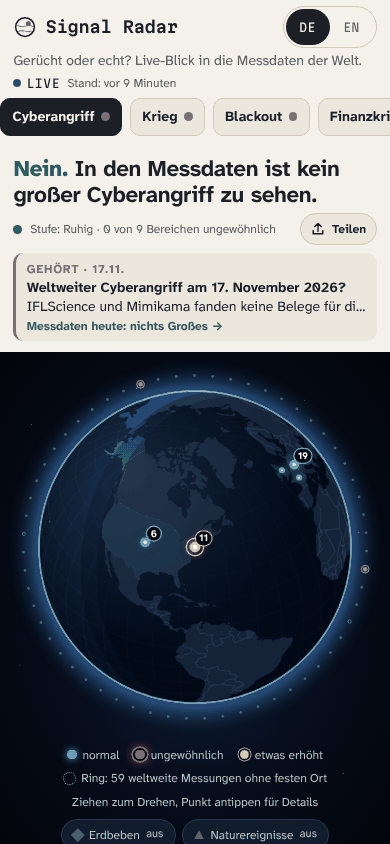 Signal Radar
DE EN
Gerücht oder echt? Live-Blick in die Messdaten der Welt.
LIVE Stand: vor 9 Minuten
Cyberangriff Krieg Blackout Finanzkri
Nein. In den Messdaten ist kein
großer Cyberangriff zu sehen.
Stufe: Ruhig · 0 von 9 Bereichen ungewöhnlich Teilen
GEHÖRT · 17.11.
Weltweiter Cyberangriff am 17. November 2026?
IFLScience und Mimikama fanden keine Belege für di...
Messdaten heute: nichts Großes →
19
6
11
normal ungewöhnlich etwas erhöht
Ring: 59 weltweite Messungen ohne festen Ort
Ziehen zum Drehen, Punkt antippen für Details
Erdbeben aus Naturereignisse aus